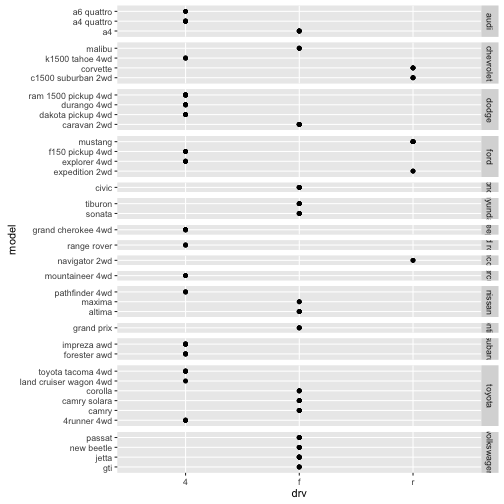 a6 quattro
a4 quattro
a4
audi
malibu
k1500 tahoe 4wd
corvette
c1500 suburban 2wd
chevrolet
ram 1500 pickup 4wd
durango 4wd
dakota pickup 4wd
caravan 2wd
dodge
mustang
f150 pickup 4wd
explorer 4wd
expedition 2wd
ford
civic
tiburon
sonata
grand cherokee 4wd
range rover
navigator 2wd
mountaineer 4wd
pathfinder 4wd
maxima
altima
nissan
grand prix
impreza awd
forester awd
subaru
toyota tacoma 4wd
land cruiser wagon 4wd
corolla
camry solara
camry
4runner 4wd
toyota
passat
new beetle
jetta
gti
volkswagen
model
4 f r
drv